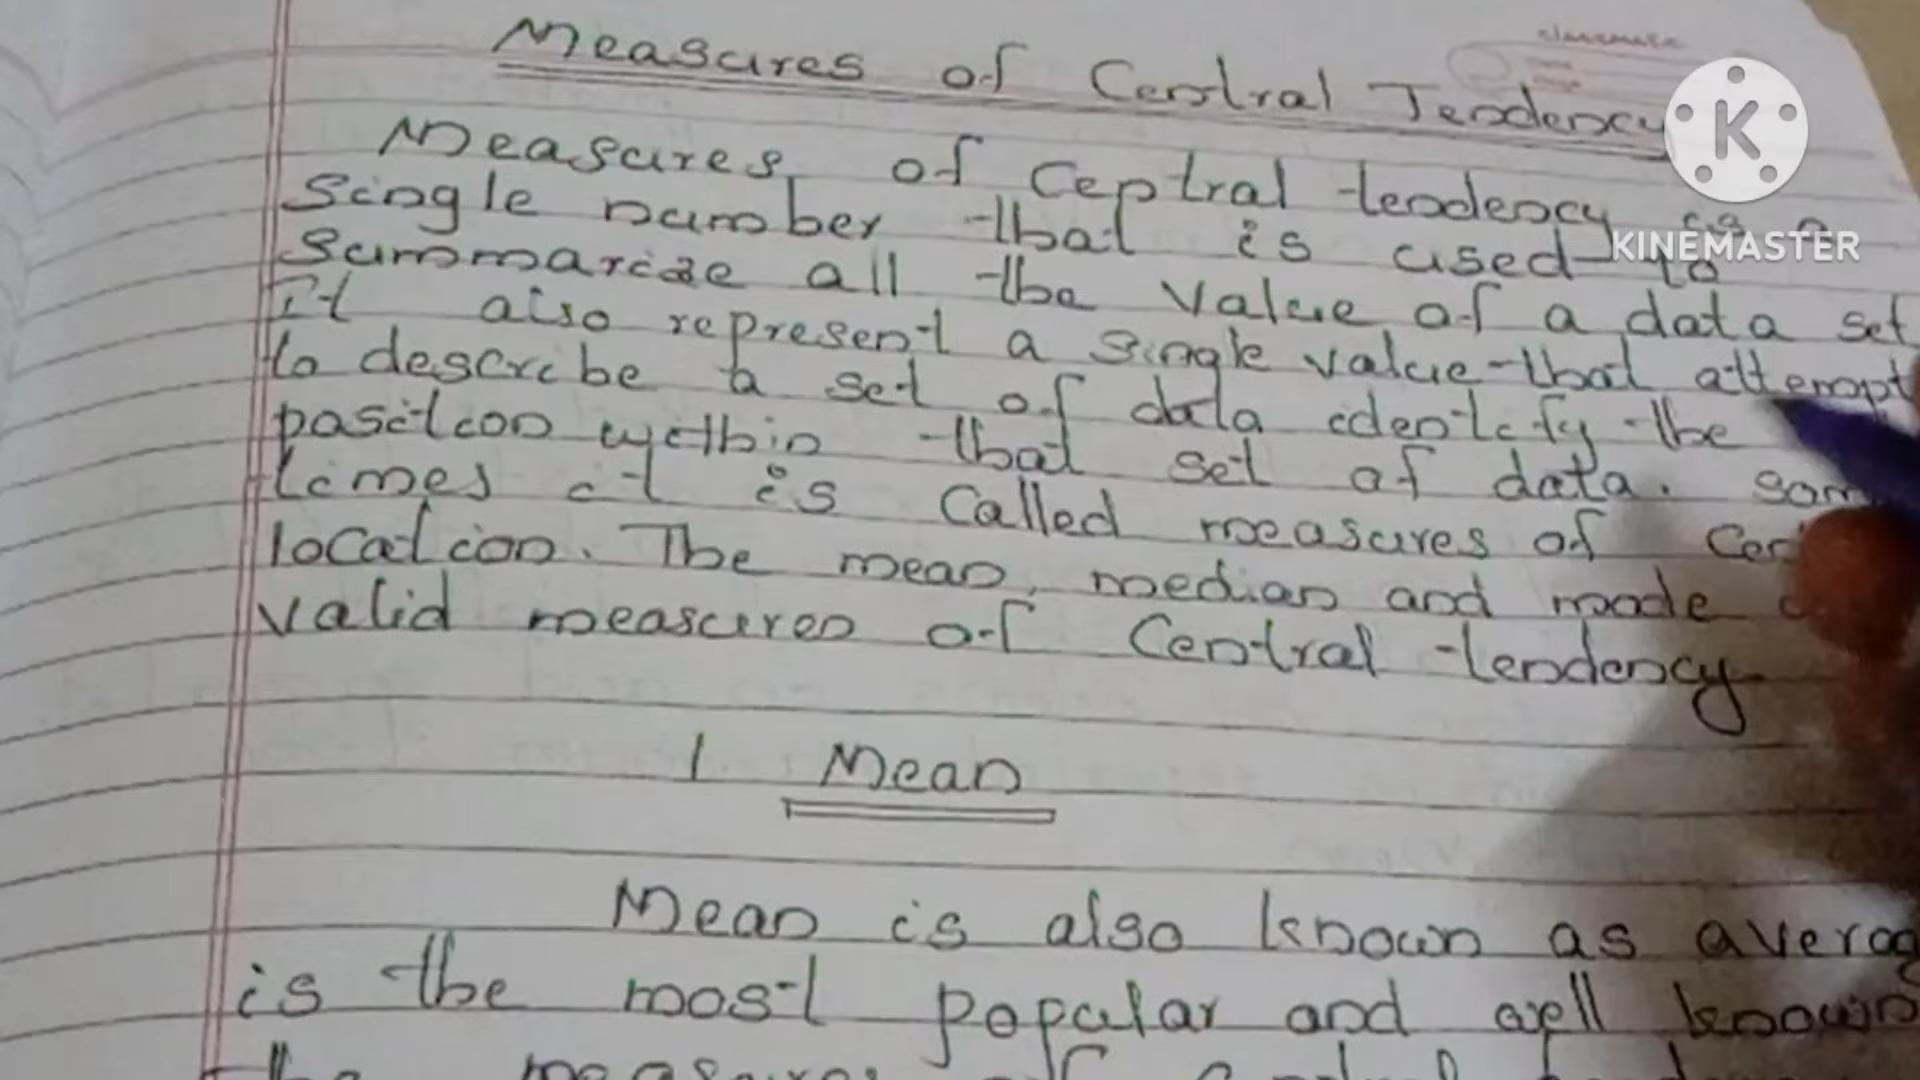 Measures of Central Tendency
Measures of Central tendency is a
single number that is used to
summarize all the value of a data set
It also represent a single value that attempt
to describe a set of data identify the
position within that set of data. som
times it is called measures of Cen
location. The mean, median and mode
valid measures of Central tendency
1 Mean
Mean is also known as averag
is the most popular and well known
the measures of
classmate
K
KINEMASTER